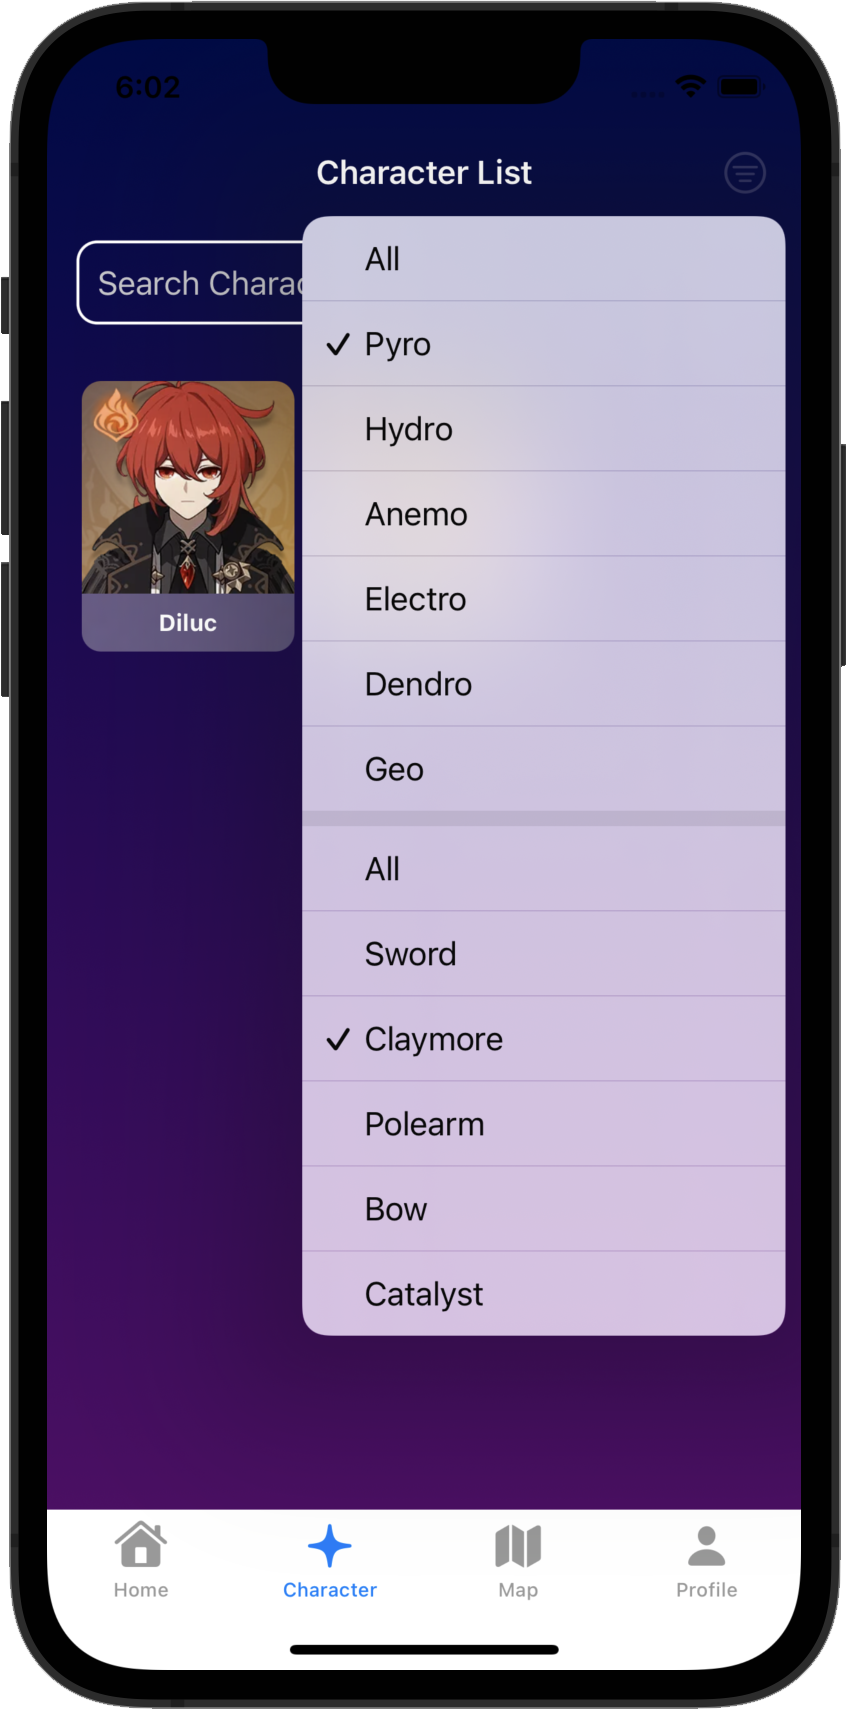 6:02
Character List
Search Charac
All
Pyro
Hydro
Anemo
Electro
Dendro
Geo
All
Sword
Claymore
Polearm
Bow
Catalyst
Diluc
Home
Character
Map
Profile